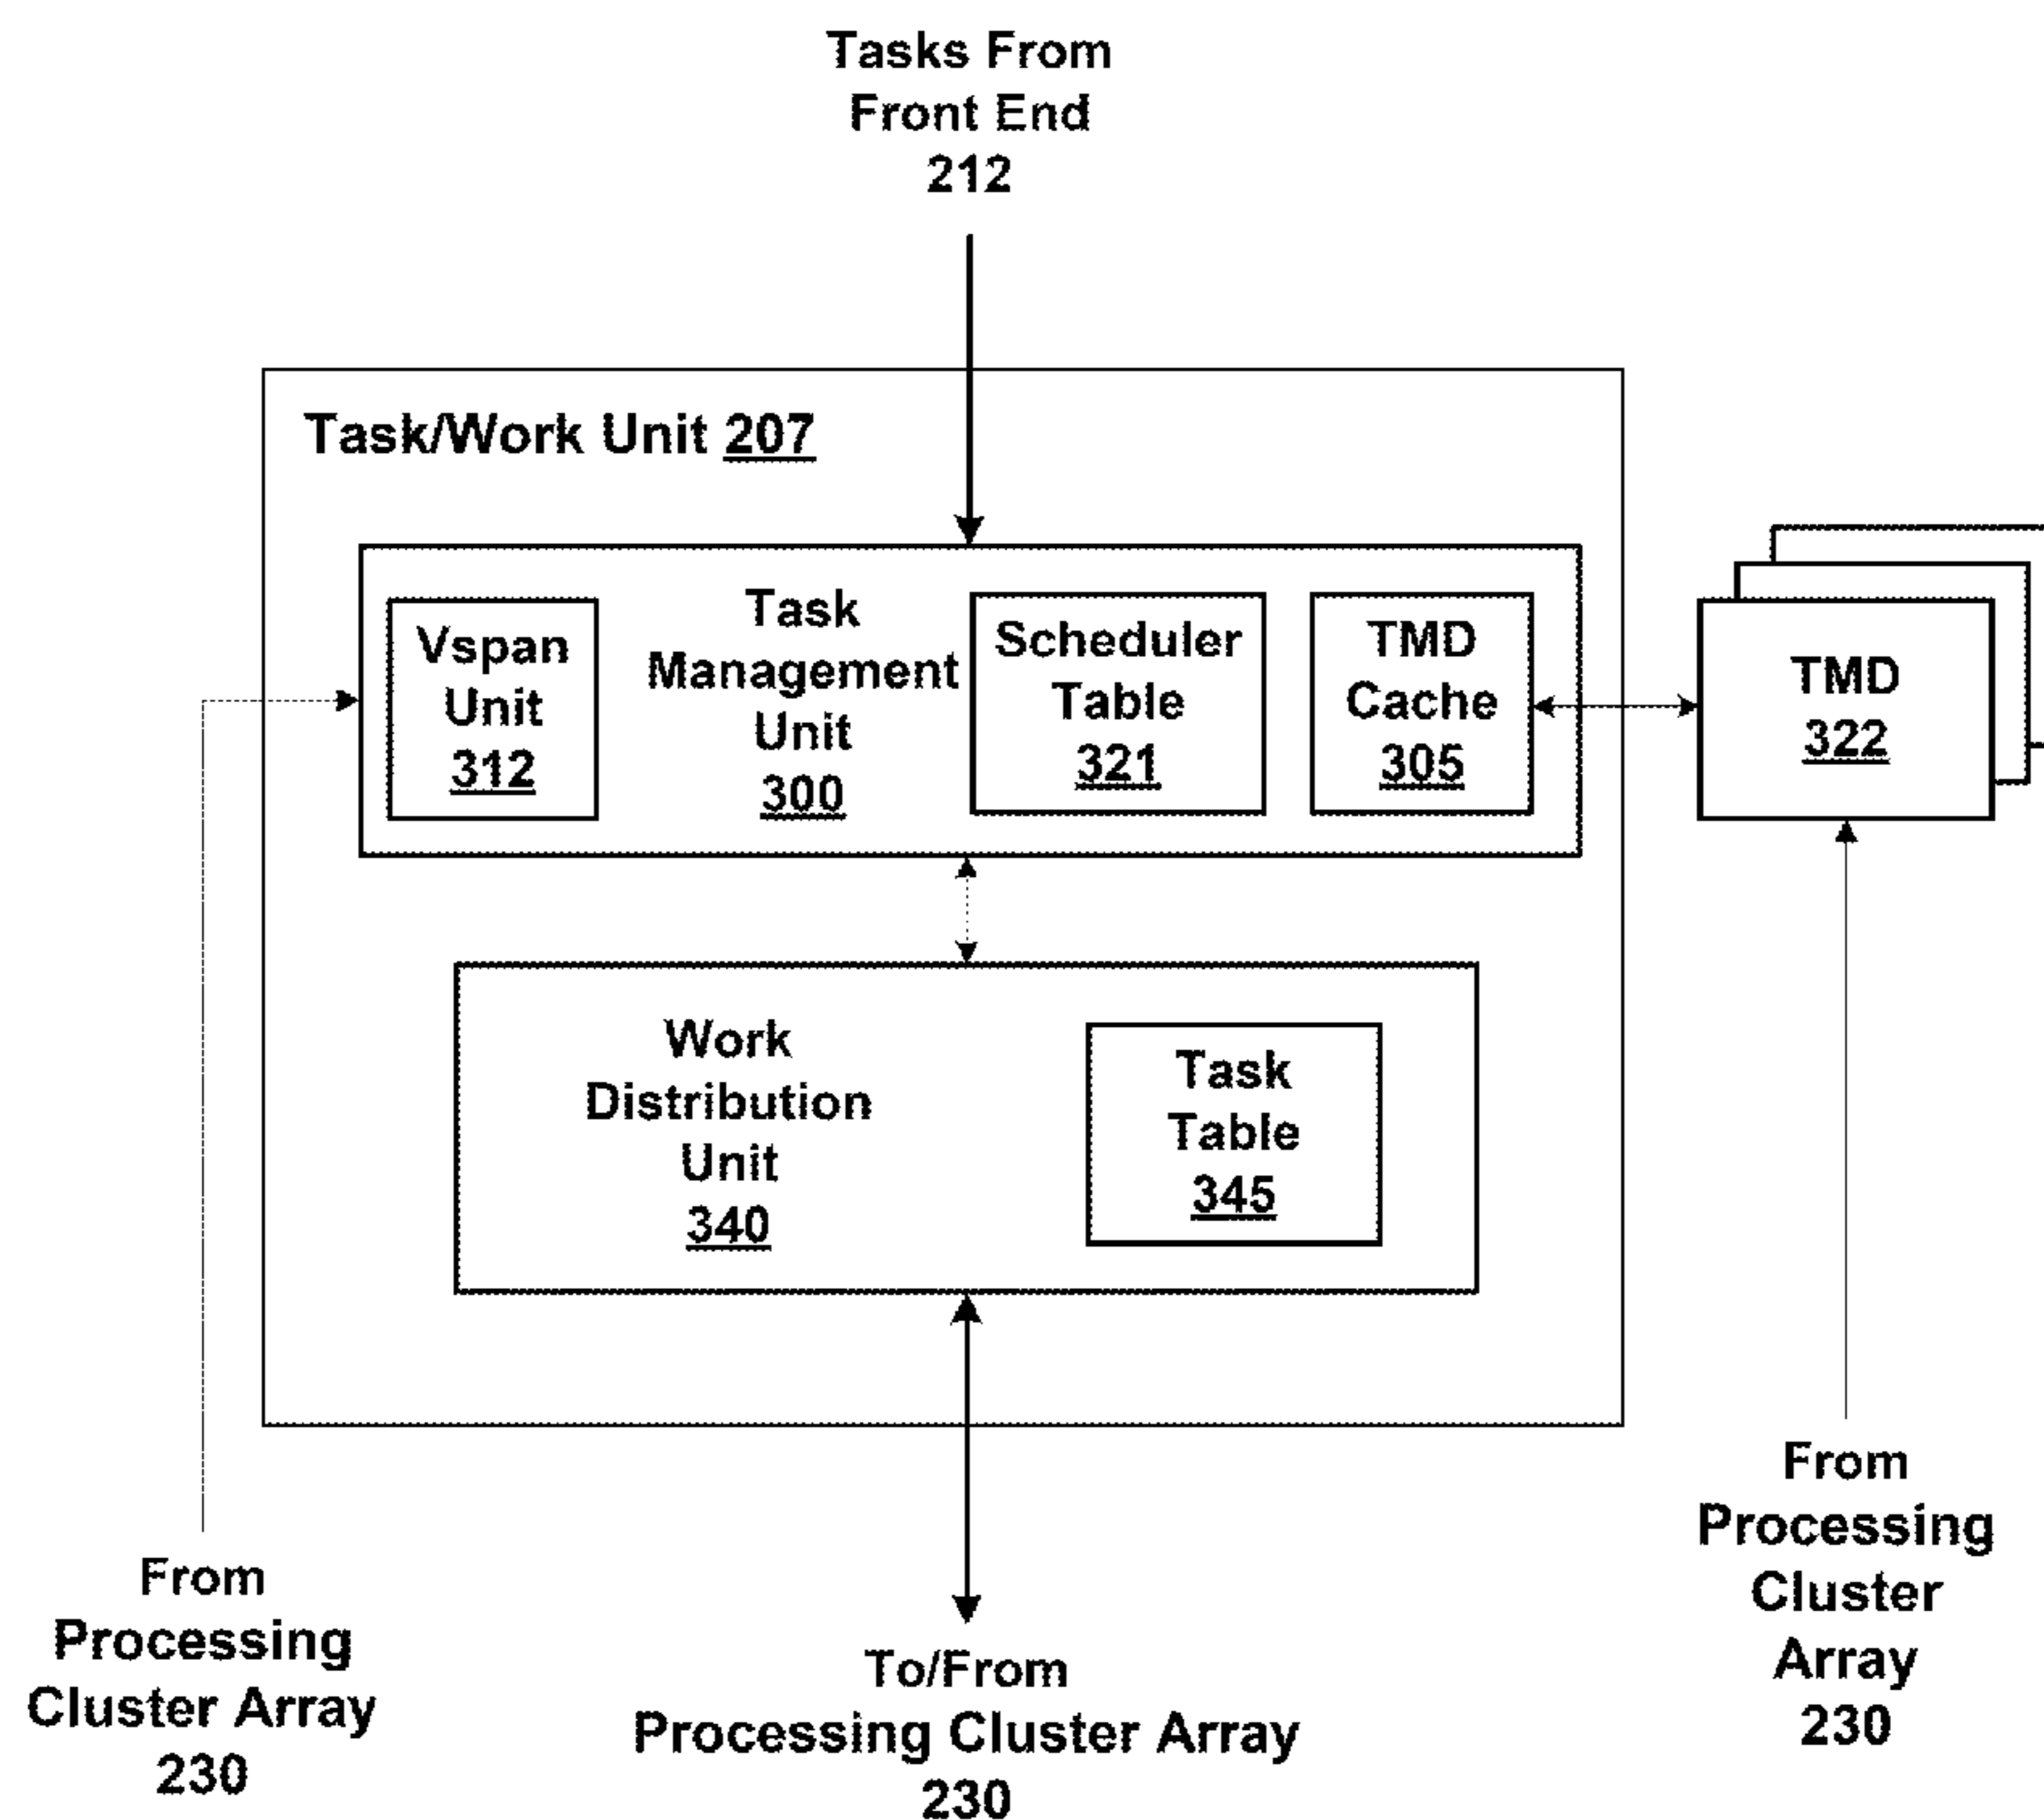 Tasks From
Front End
212
Task/Work Unit 207
Vspan
Unit
312
Task
Management
Unit
300
Scheduler
Table
321
TMD
Cache
305
TMD
322
Work
Distribution
Unit
340
Task
Table
345
From
Processing
Cluster Array
230
To/From
Processing Cluster Array
230
From
Processing
Cluster
Array
230